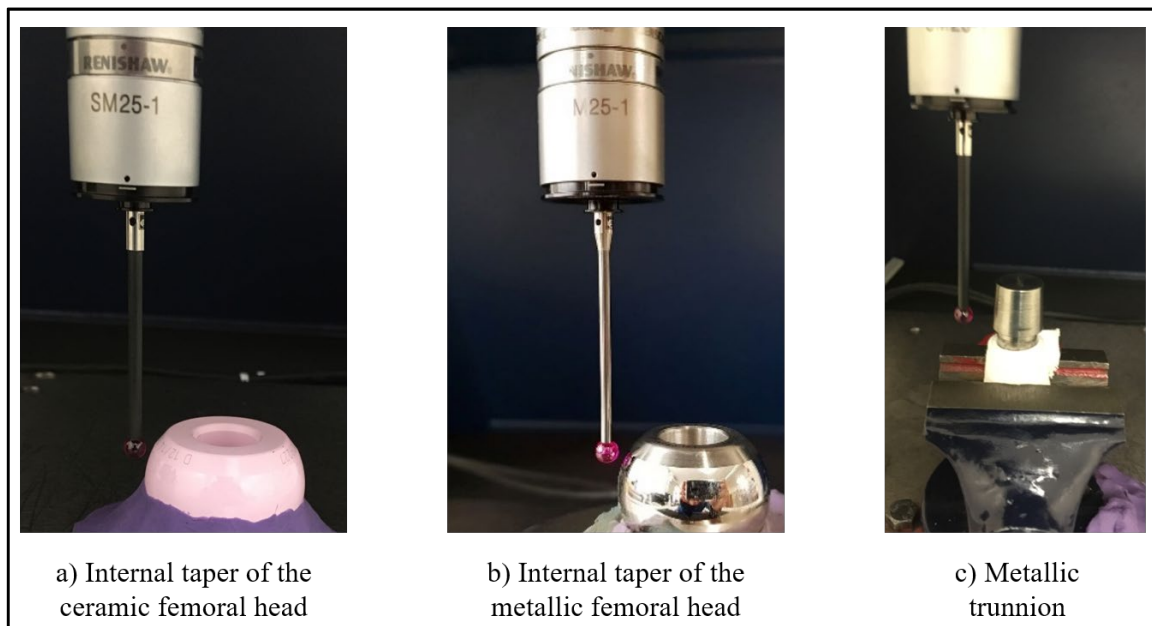 RENISHAW
SM25-1
NISHAW
M25-1
a) Internal taper of the
ceramic femoral head
b) Internal taper of the
metallic femoral head
c) Metallic
trunnion